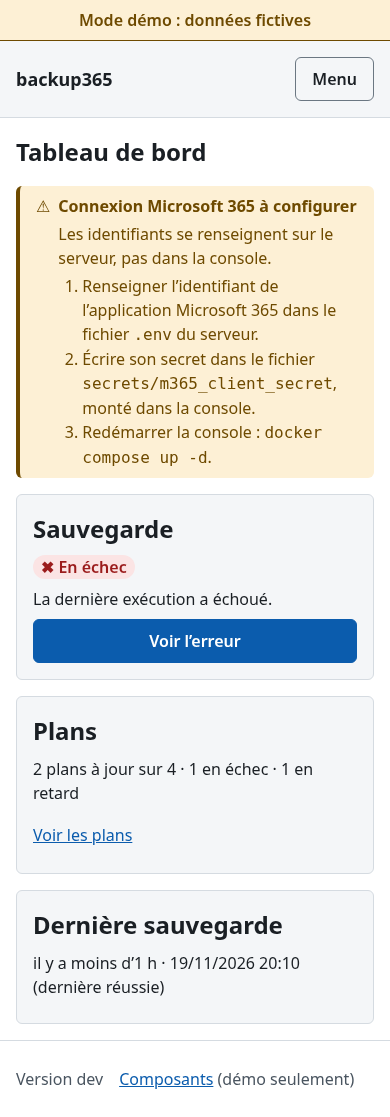 Mode démo : données fictives
backup365
Menu
Tableau de bord
⚠ Connexion Microsoft 365 à configurer
Les identifiants se renseignent sur le
serveur, pas dans la console.
1. Renseigner l’identifiant de
l’application Microsoft 365 dans le
fichier .env du serveur.
2. Écrire son secret dans le fichier
secrets/m365_client_secret,
monté dans la console.
3. Redémarrer la console : docker
compose up -d.
Sauvegarde
✖ En échec
La dernière exécution a échoué.
Voir l’erreur
Plans
2 plans à jour sur 4 · 1 en échec · 1 en
retard
Voir les plans
Dernière sauvegarde
il y a moins d’1 h · 19/11/2026 20:10
(dernière réussie)
Version dev Composants (démo seulement)